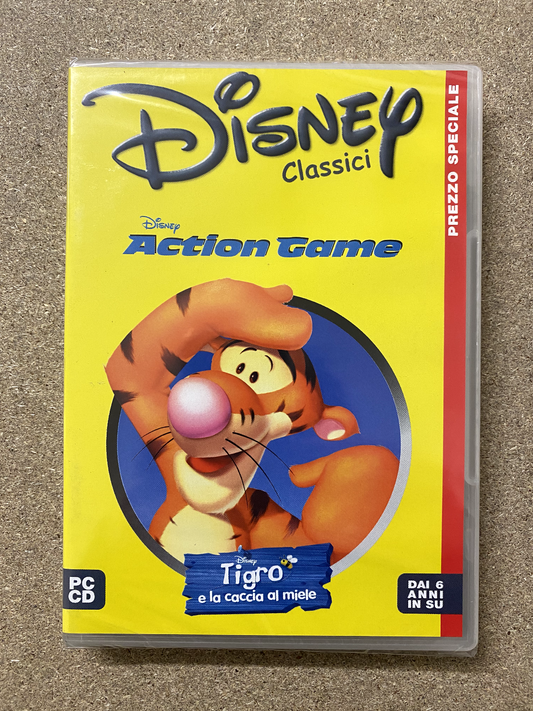 Disney
Classici
PREZZO SPECIALE
Disney
Action Game
Disney
Tigro
e la caccia al miele
PC
CD
DAI 6
ANNI
IN SU